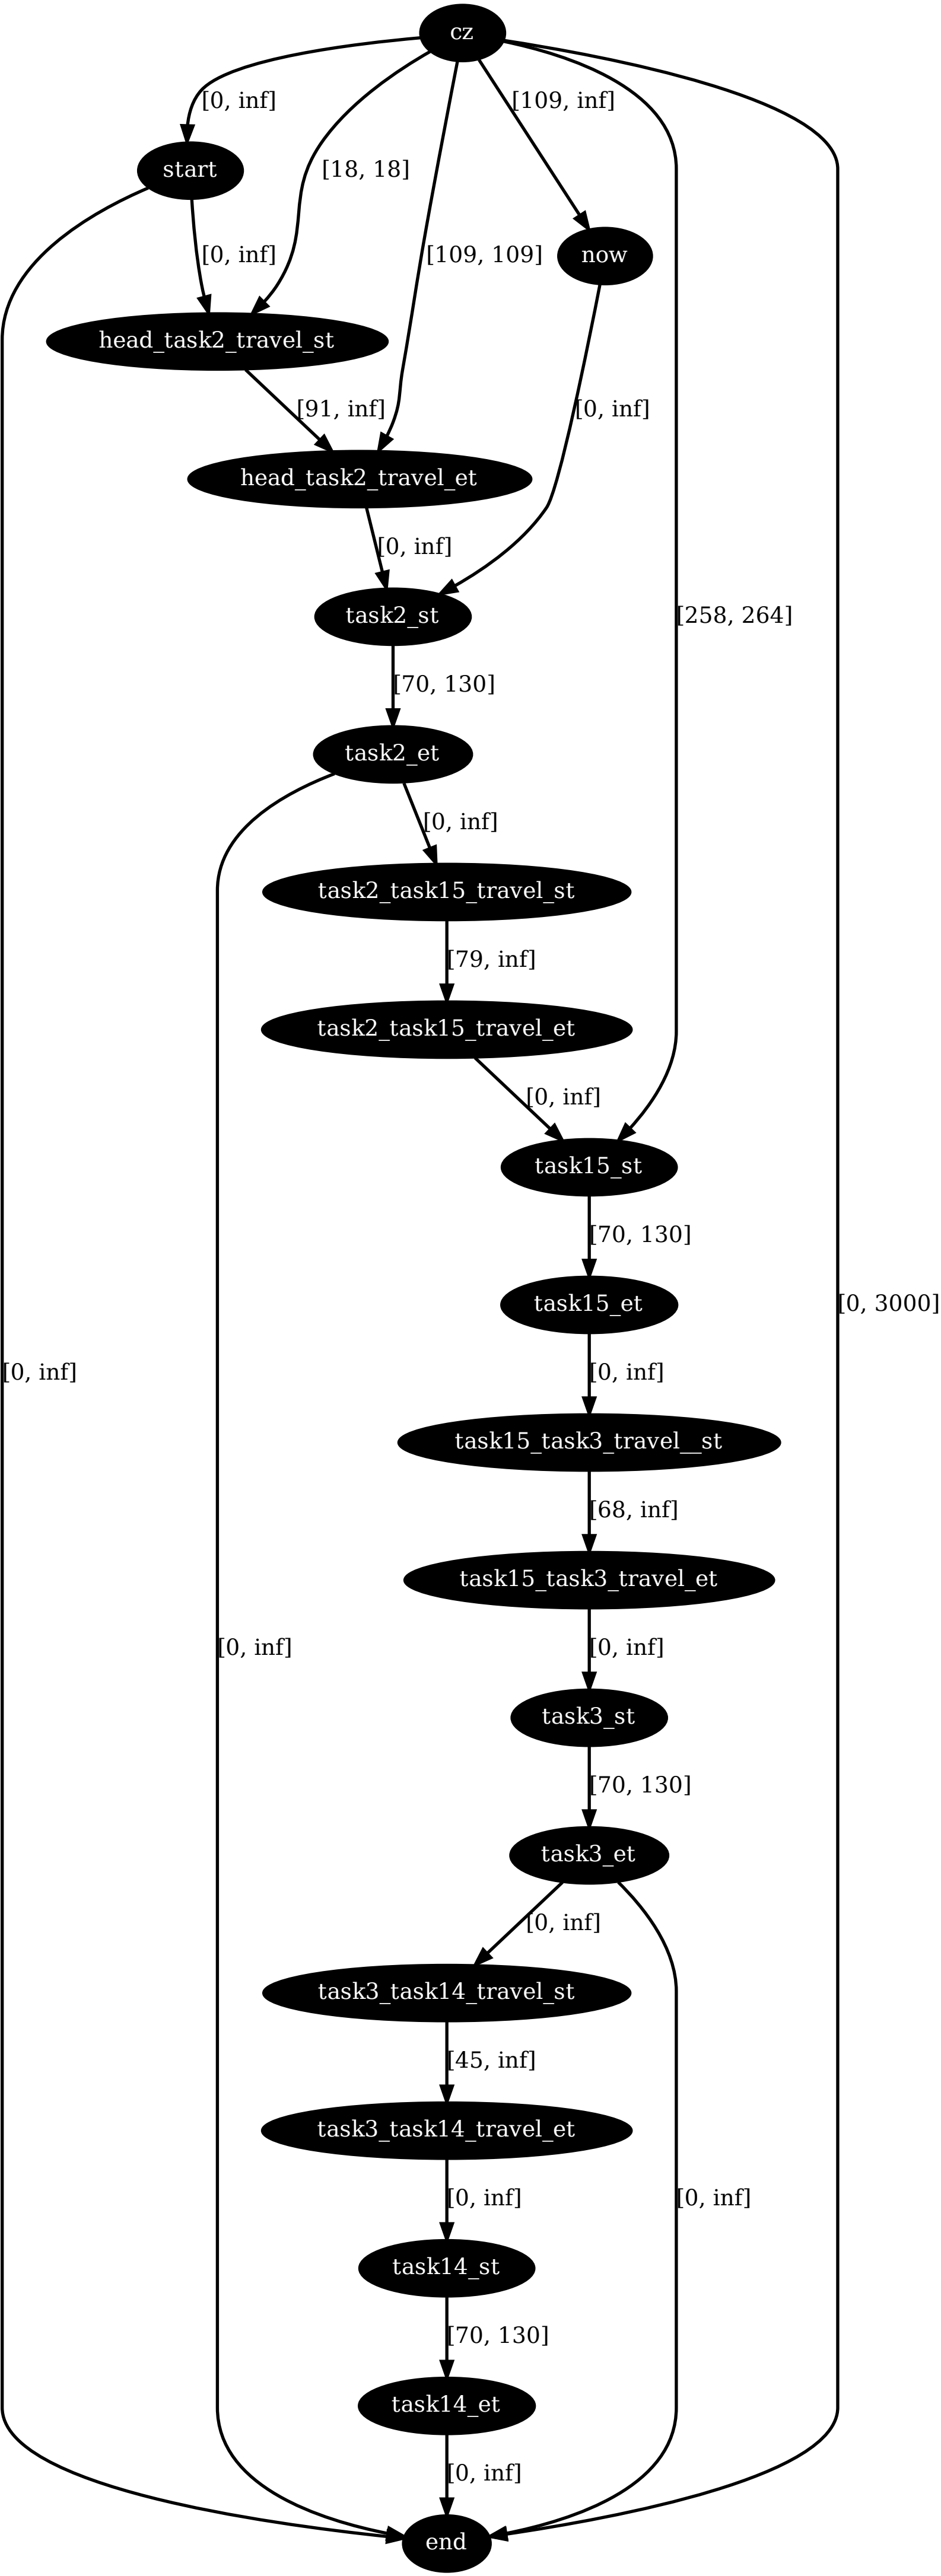 cz
[0, inf]
[109, inf]
start
[18, 18]
[0, inf]
[109, 109]
now
head_task2_travel_st
[91, inf]
[0, inf]
head_task2_travel_et
[0, inf]
task2_st
[258, 264]
[70, 130]
task2_et
[0, inf]
task2_task15_travel_st
[79, inf]
task2_task15_travel_et
[0, inf]
task15_st
[70, 130]
task15_et
[0, 3000]
[0, inf]
[0, inf]
task15_task3_travel__st
[68, inf]
task15_task3_travel_et
[0, inf]
[0, inf]
task3_st
[70, 130]
task3_et
[0, inf]
task3_task14_travel_st
[45, inf]
task3_task14_travel_et
[0, inf]
[0, inf]
task14_st
[70, 130]
task14_et
[0, inf]
end